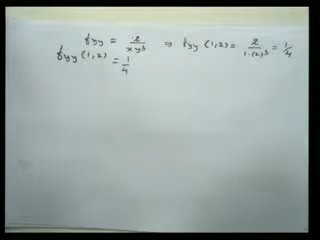 fyy = 2/xy³ ⇒ fyy (1,2) = 2/1·(2)³ = 1/4
fyy (1,2) = 1/4